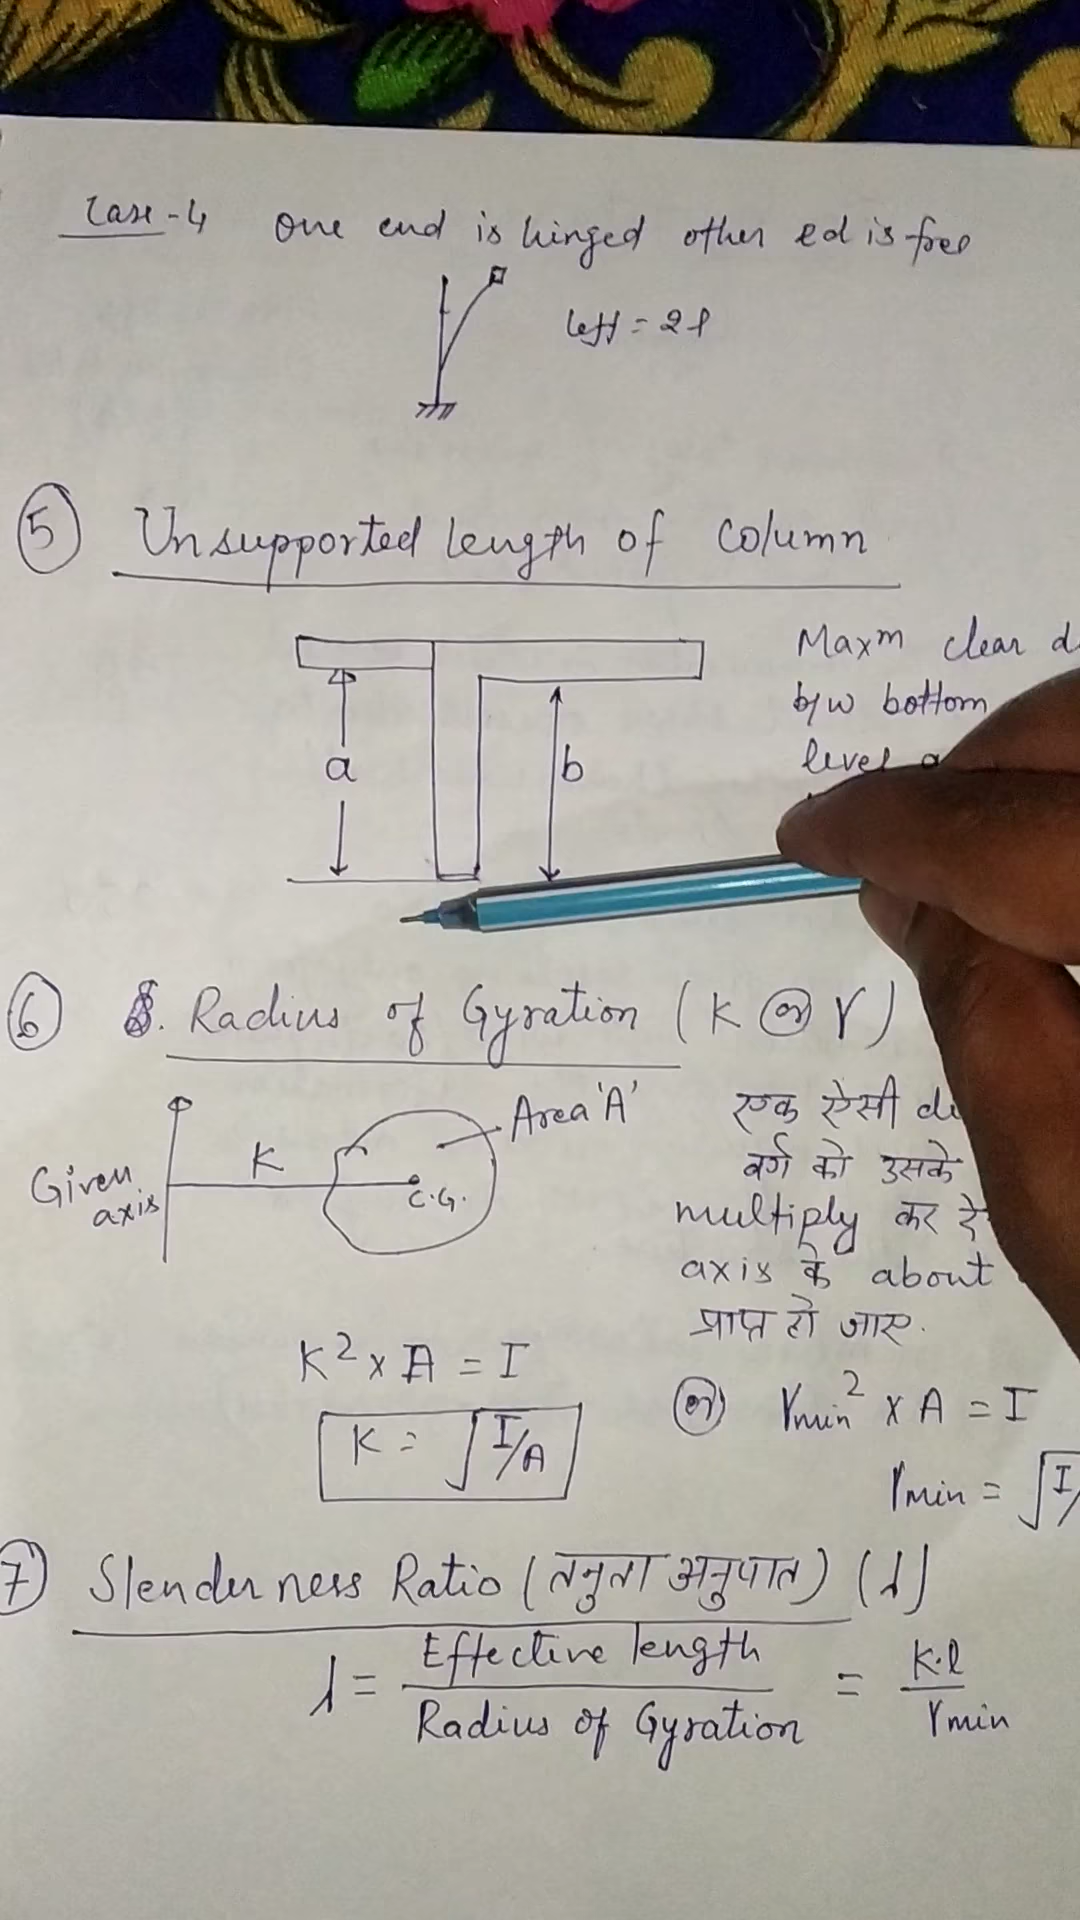 Case-4 One end is hinged other ed is free
leff = 2l
5 Unsupported length of column
Maxm clear
b/w bottom
level
a
b
6 Radius of Gyration (K or r)
Area 'A'
Given
axis
K
C.G.
एक ऐसी
वर्ग को उसके
multiply कर दे
axis के about
प्राप्त हो जाए.
K² x A = I
K = √I/A
or rmin² x A = I
rmin = √I/
7 Slenderness Ratio (तनुता अनुपात) (λ)
λ = Effective length / Radius of Gyration = K.l / rmin